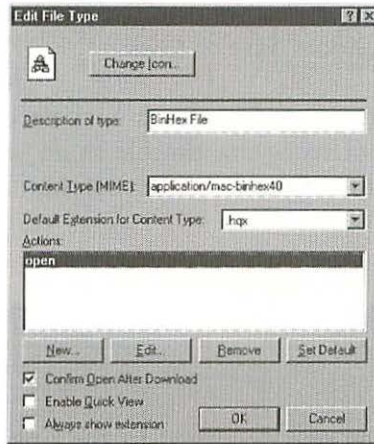 Edit File Type
Change Icon...
Description of type: BinHex File
Content Type (MIME): application/mac-binhex40
Default Extension for Content Type: .hqx
Actions:
open
New... Edit... Remove Set Default
Confirm Open After Download
Enable Quick View
Always show extension
OK Cancel